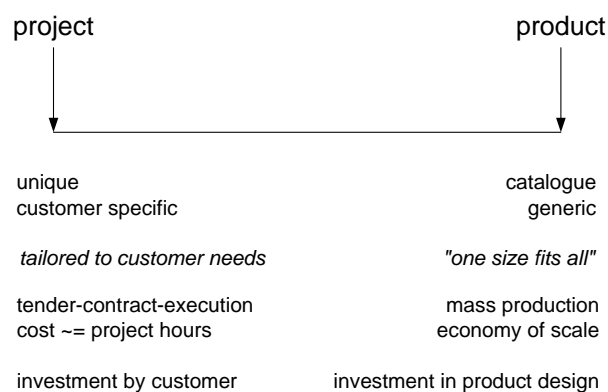 project product
unique catalogue
customer specific generic
tailored to customer needs "one size fits all"
tender-contract-execution mass production
cost ~= project hours economy of scale
investment by customer investment in product design